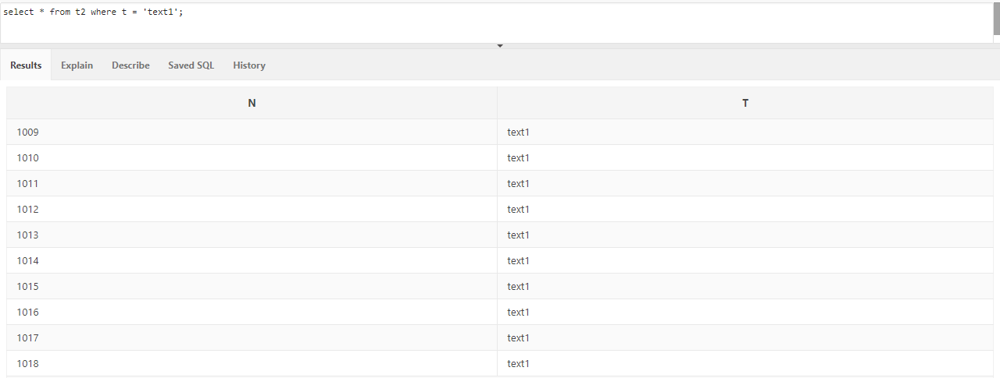 select * from t2 where t = 'text1';
Results Explain Describe Saved SQL History
N T
1009 text1
1010 text1
1011 text1
1012 text1
1013 text1
1014 text1
1015 text1
1016 text1
1017 text1
1018 text1